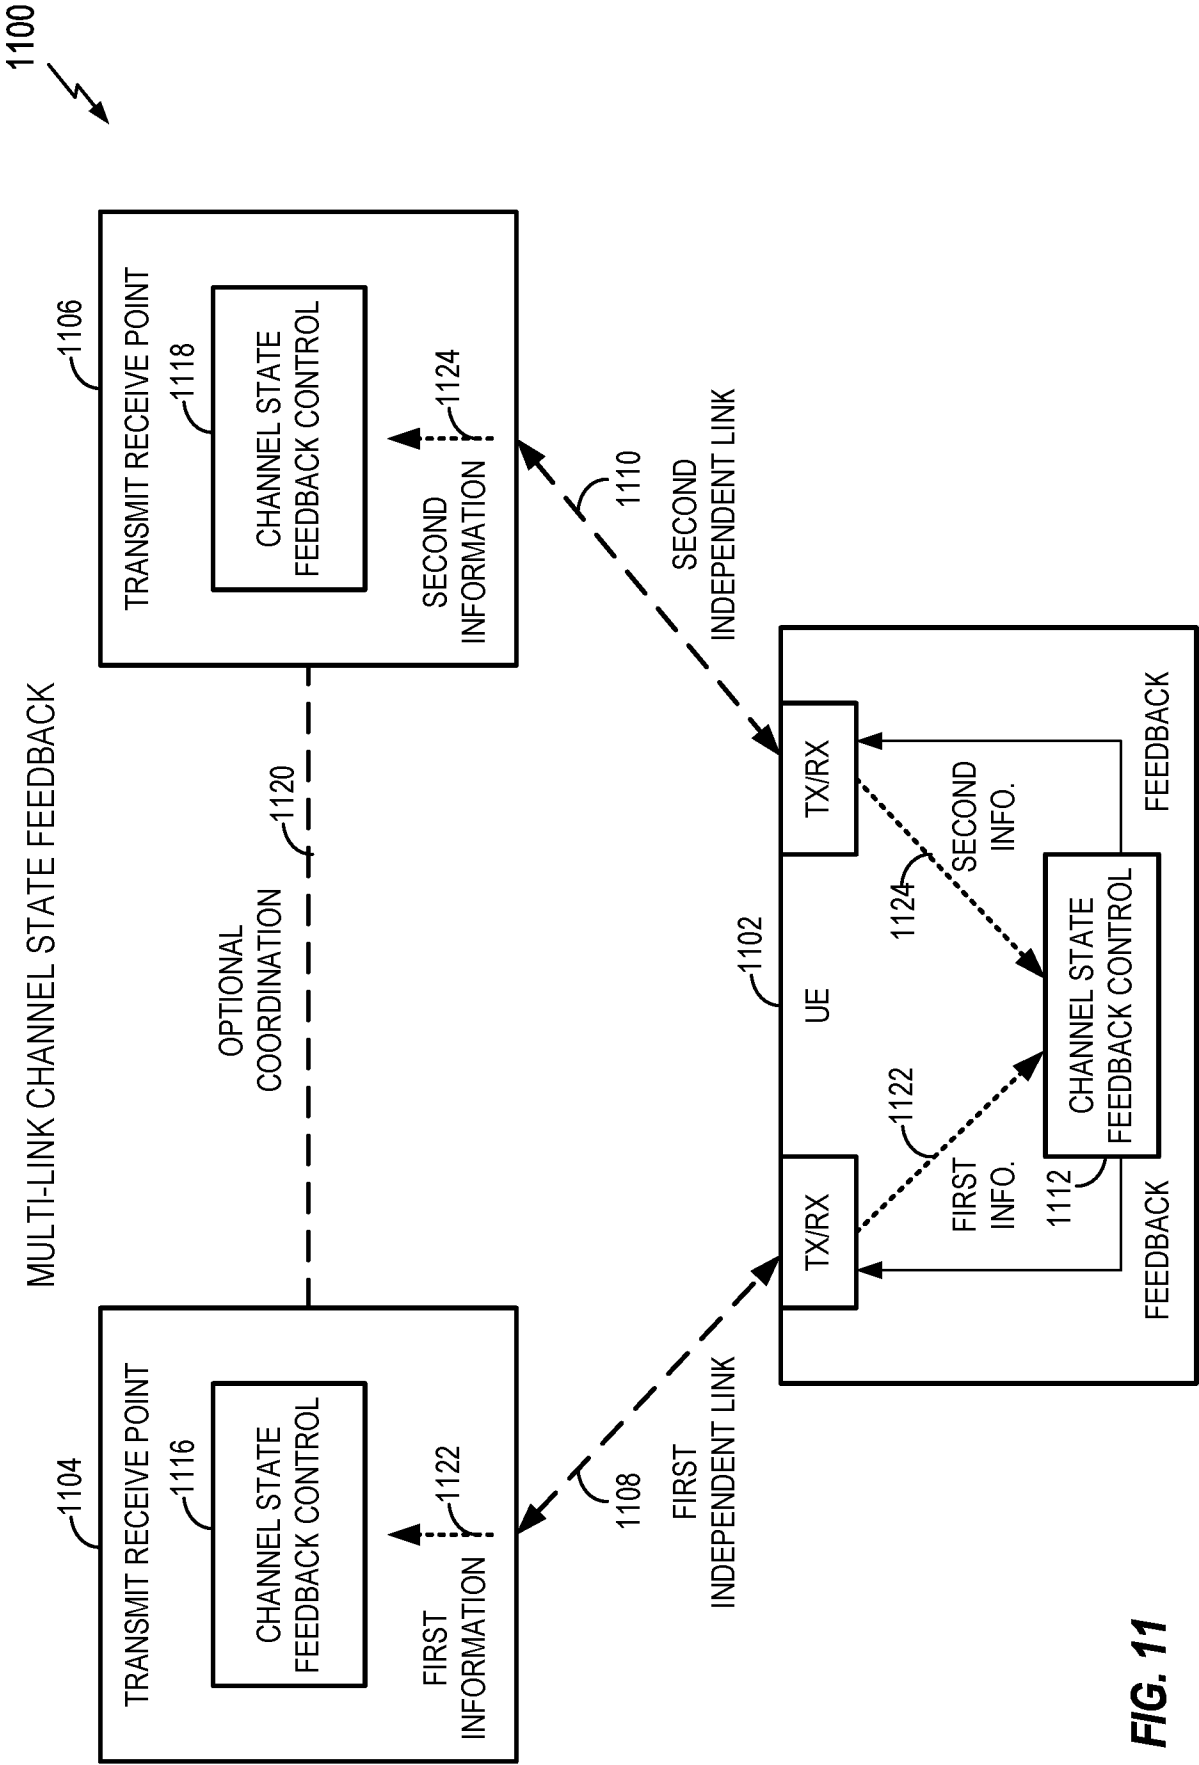 1100
MULTI-LINK CHANNEL STATE FEEDBACK
1104
TRANSMIT RECEIVE POINT
1116
CHANNEL STATE
FEEDBACK CONTROL
FIRST
INFORMATION
1122
OPTIONAL
COORDINATION
1120
1106
TRANSMIT RECEIVE POINT
1118
CHANNEL STATE
FEEDBACK CONTROL
SECOND
INFORMATION
1124
1108
FIRST
INDEPENDENT LINK
1110
SECOND
INDEPENDENT LINK
1102
UE
TX/RX
TX/RX
FIRST
INFO.
1122
1124
SECOND
INFO.
1112
CHANNEL STATE
FEEDBACK CONTROL
FEEDBACK
FEEDBACK
FIG. 11